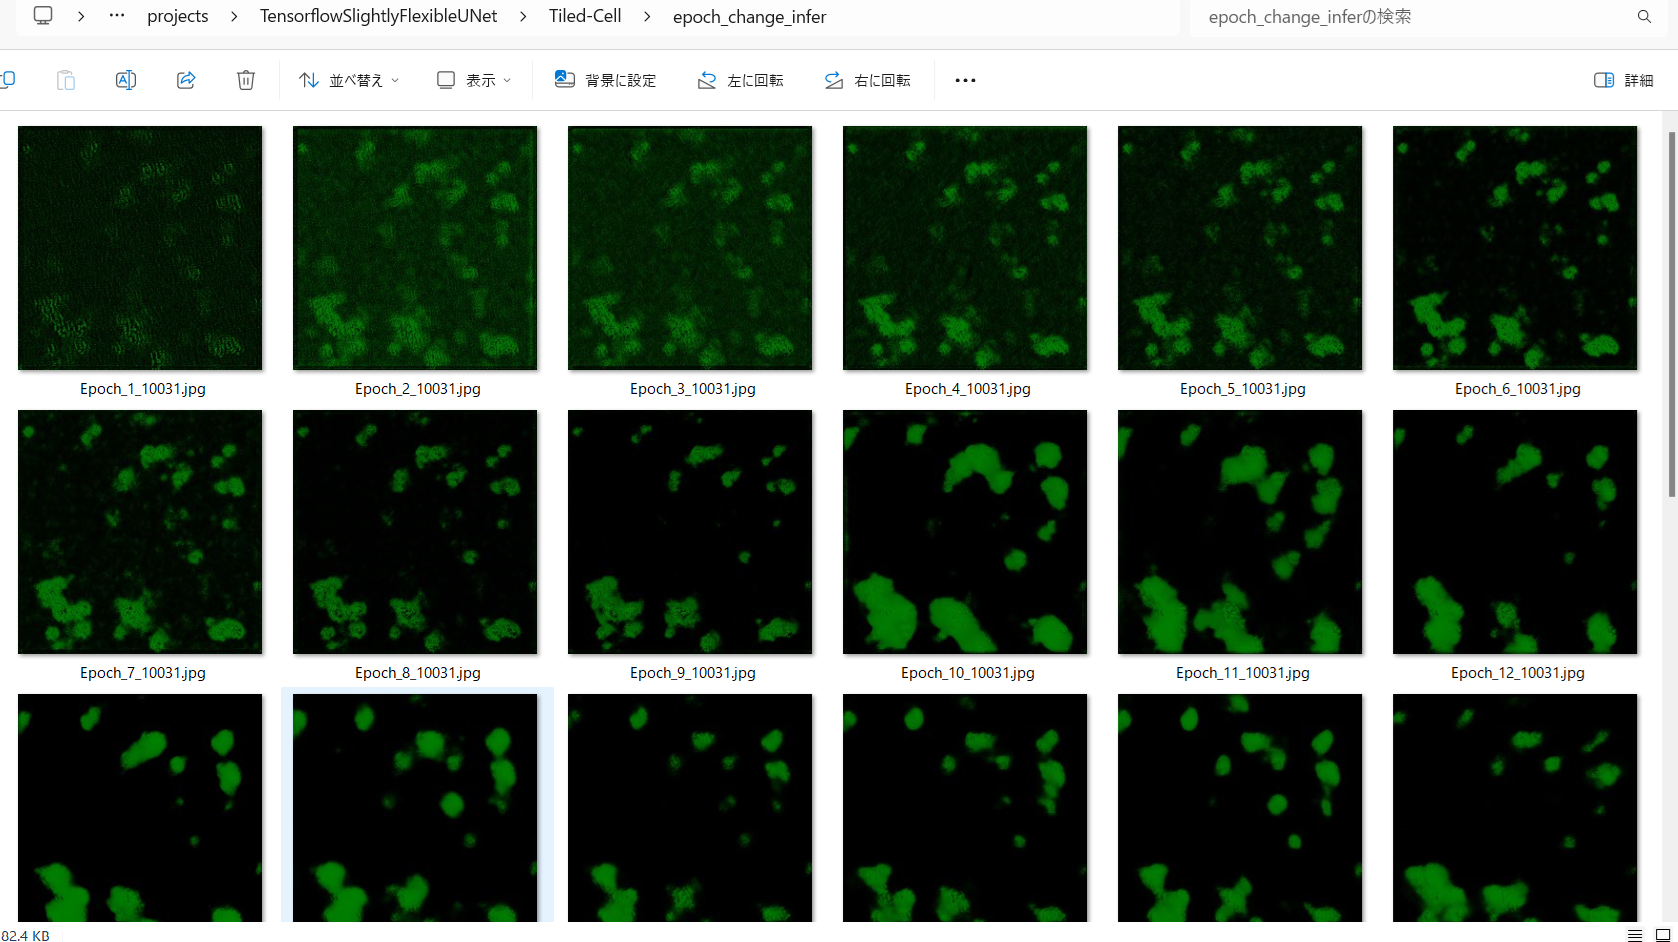 … projects > TensorflowSlightlyFlexibleUNet > Tiled-Cell > epoch_change_infer
epoch_change_inferの検索
並べ替え 表示 背景に設定 左に回転 右に回転 … 詳細
Epoch_1_10031.jpg Epoch_2_10031.jpg Epoch_3_10031.jpg Epoch_4_10031.jpg Epoch_5_10031.jpg Epoch_6_10031.jpg
Epoch_7_10031.jpg Epoch_8_10031.jpg Epoch_9_10031.jpg Epoch_10_10031.jpg Epoch_11_10031.jpg Epoch_12_10031.jpg
82.4 KB